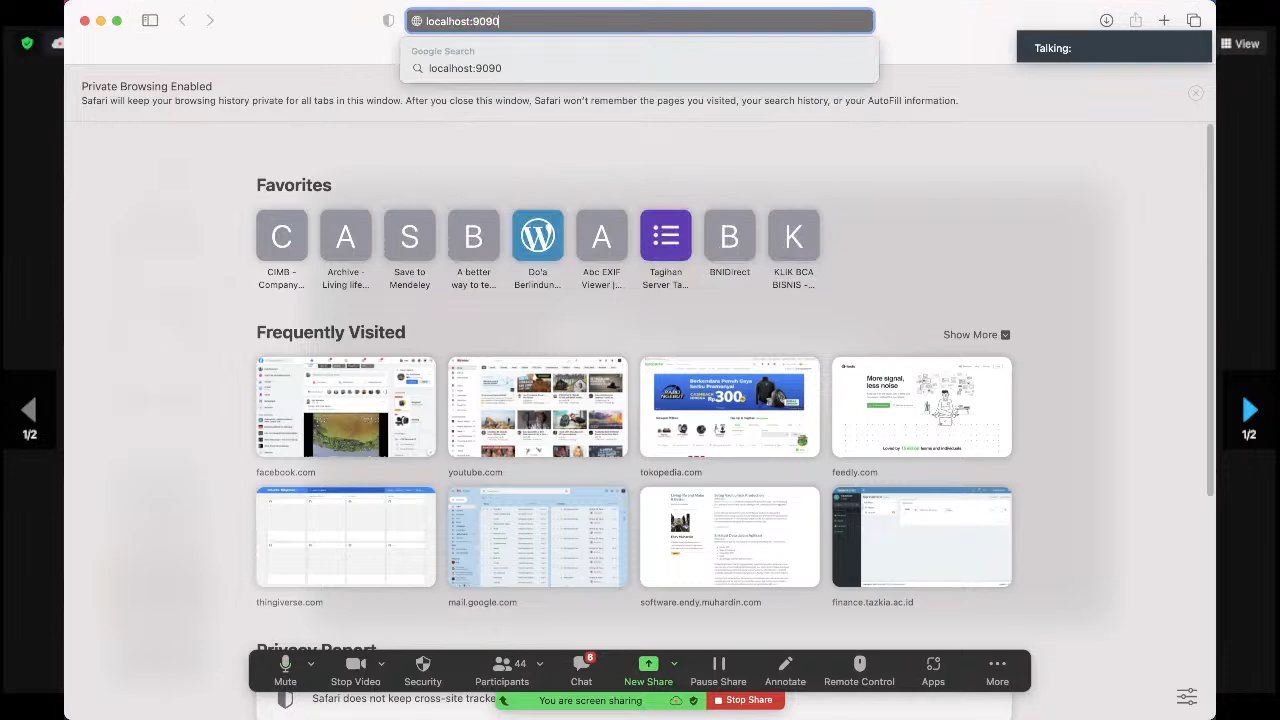 localhost:9090
Google Search
localhost:9090
Talking:
View
Private Browsing Enabled
Safari will keep your browsing history private for all tabs in this window. After you close this window, Safari won't remember the pages you visited, your search history, or your AutoFill information.
Favorites
C A S B A B K
CIMB -
Company...
Archive -
Living life...
Save to
Mendeley
A better
way to te...
Do'a
Berlindun...
Abc EXIF
Viewer |...
Tagihan
Server Ta...
BNIDirect
KLIK BCA
BISNIS -...
Frequently Visited
Show More
More signal,
less noise
facebook.com
youtube.com
tokopedia.com
feedly.com
1/2
1/2
thingiverse.com
mail.google.com
software.endy.muhardin.com
finance.tazkia.ac.id
Privacy Report
Mute
Stop Video
Security
44
Participants
6
Chat
New Share
Pause Share
Annotate
Remote Control
Apps
More
Safari does not keep cross-site tracke
You are screen sharing
Stop Share